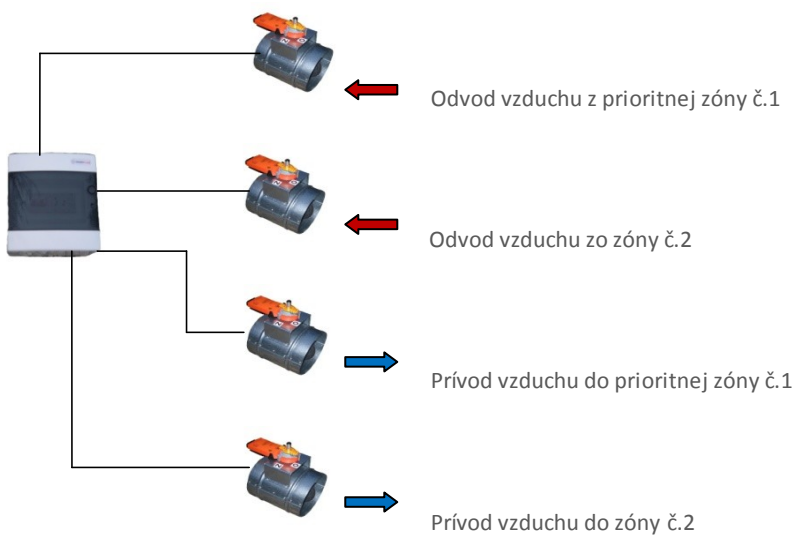 Odvod vzduchu z prioritnej zóny č.1
Odvod vzduchu zo zóny č.2
Prívod vzduchu do prioritnej zóny č.1
Prívod vzduchu do zóny č.2